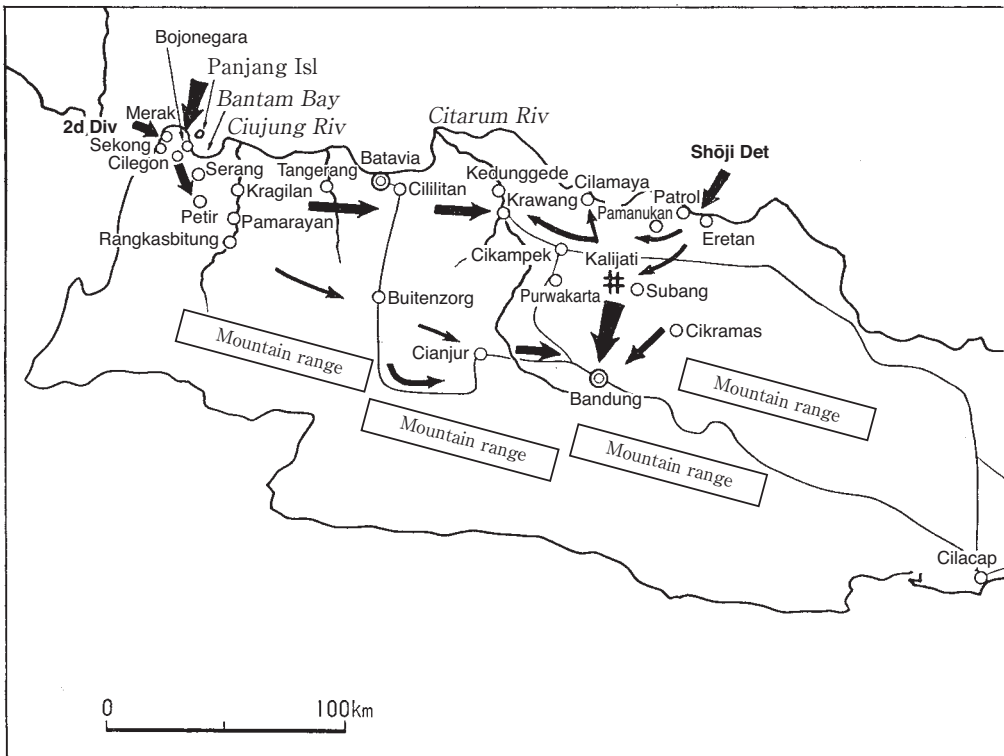 Bojonegara
Panjang Isl
Bantam Bay
Citarum Riv
Merak
2d Div
Ciujung Riv
Shōji Det
Sekong
Batavia
Cilegon
Serang
Tangerang
Kedunggede
Cilamaya
Kragilan
Cililitan
Krawang
Patrol
Pamanukan
Petir
Pamarayan
Eretan
Rangkasbitung
Cikampek
Kalijati
Buitenzorg
Purwakarta
Subang
Mountain range
Cianjur
Cikramas
Bandung
Mountain range
Mountain range
Mountain range
Cilacap
0 100km